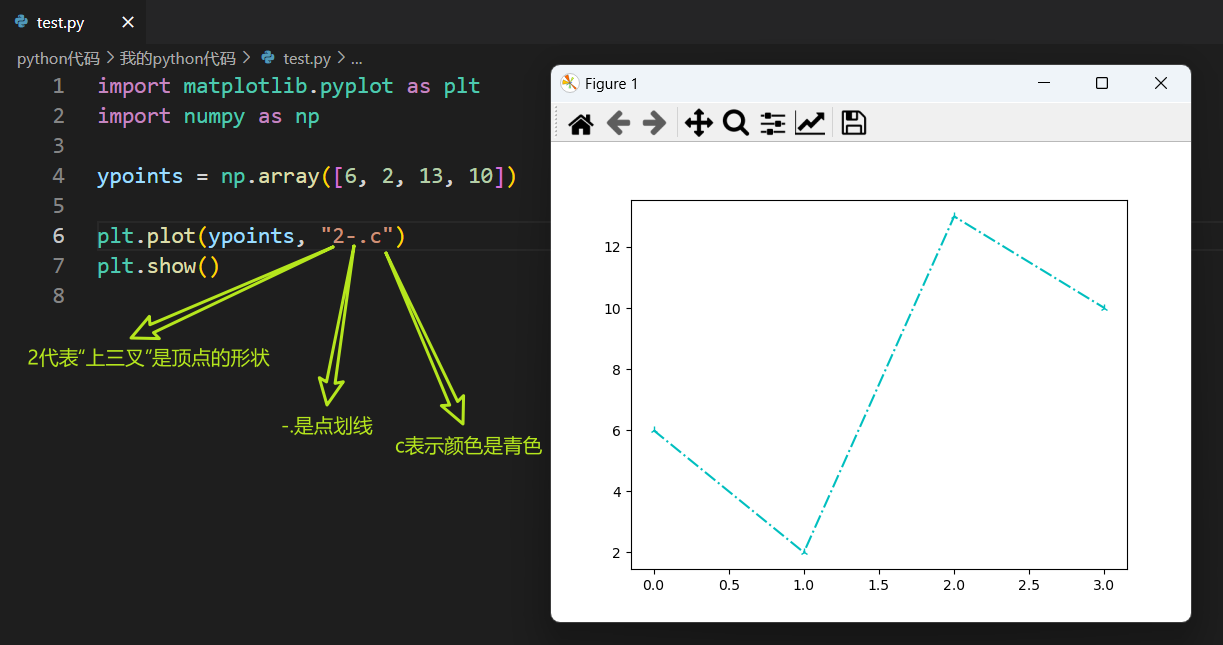 test.py
python代码 > 我的python代码 > test.py > ...
1 import matplotlib.pyplot as plt
2 import numpy as np
3
4 ypoints = np.array([6, 2, 13, 10])
5
6 plt.plot(ypoints, "2-.c")
7 plt.show()
8
2代表“上三叉”是顶点的形状
-.是点划线
c表示颜色是青色
Figure 1
12
10
8
6
4
2
0.0 0.5 1.0 1.5 2.0 2.5 3.0